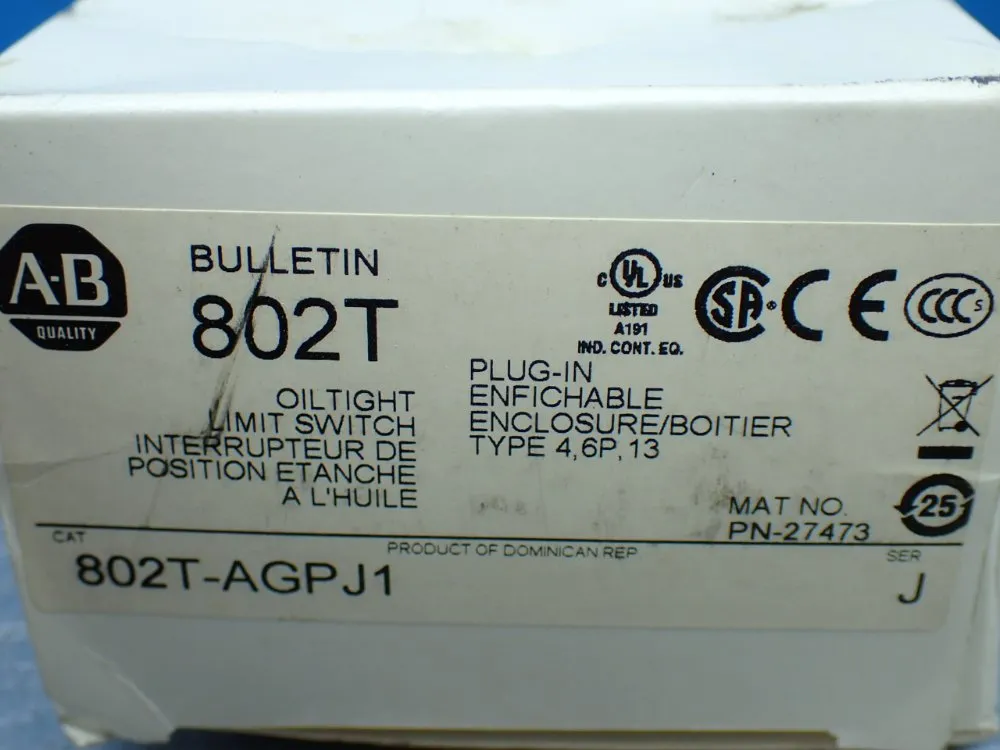 A-B
QUALITY
BULLETIN
802T
OILTIGHT
LIMIT SWITCH
INTERRUPTEUR DE
POSITION ETANCHE
A L'HUILE
C UL US
LISTED
A191
IND. CONT. EQ.
SA
CE
CCC S
PLUG-IN
ENFICHABLE
ENCLOSURE/BOITIER
TYPE 4,6P,13
25
MAT NO.
PN-27473
CAT
802T-AGPJ1
PRODUCT OF DOMINICAN REP
SER
J